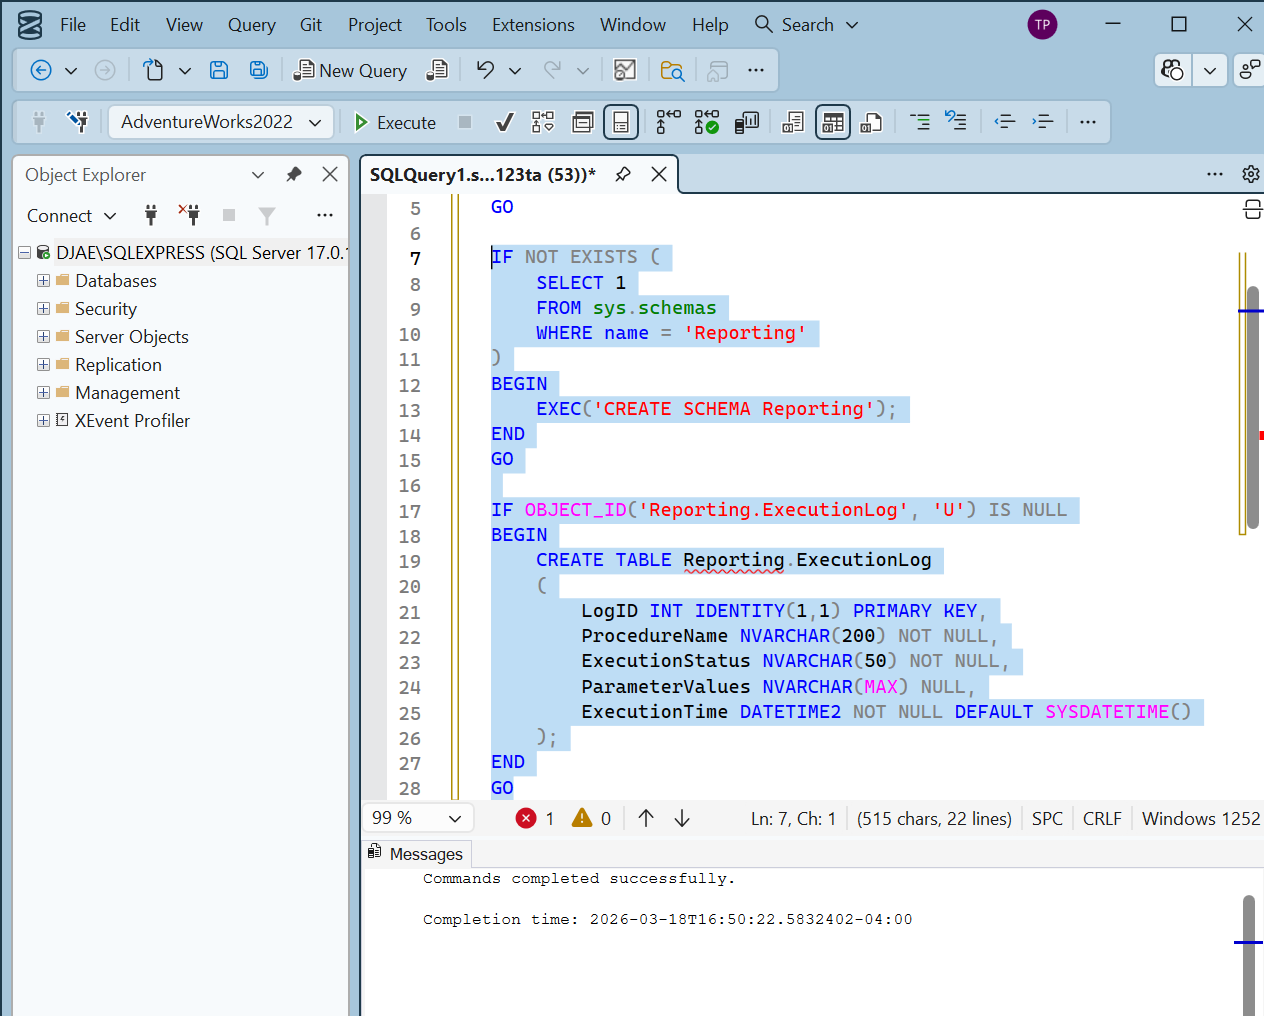 File Edit View Query Git Project Tools Extensions Window Help Search TP
New Query
AdventureWorks2022 Execute
Object Explorer
Connect
DJAE\SQLEXPRESS (SQL Server 17.0.1
Databases
Security
Server Objects
Replication
Management
XEvent Profiler
SQLQuery1.s...123ta (53))*
5 GO
6
7 IF NOT EXISTS (
8 SELECT 1
9 FROM sys.schemas
10 WHERE name = 'Reporting'
11 )
12 BEGIN
13 EXEC('CREATE SCHEMA Reporting');
14 END
15 GO
16
17 IF OBJECT_ID('Reporting.ExecutionLog', 'U') IS NULL
18 BEGIN
19 CREATE TABLE Reporting.ExecutionLog
20 (
21 LogID INT IDENTITY(1,1) PRIMARY KEY,
22 ProcedureName NVARCHAR(200) NOT NULL,
23 ExecutionStatus NVARCHAR(50) NOT NULL,
24 ParameterValues NVARCHAR(MAX) NULL,
25 ExecutionTime DATETIME2 NOT NULL DEFAULT SYSDATETIME()
26 );
27 END
28 GO
99 % 1 0 Ln: 7, Ch: 1 (515 chars, 22 lines) SPC CRLF Windows 1252
Messages
Commands completed successfully.
Completion time: 2026-03-18T16:50:22.5832402-04:00